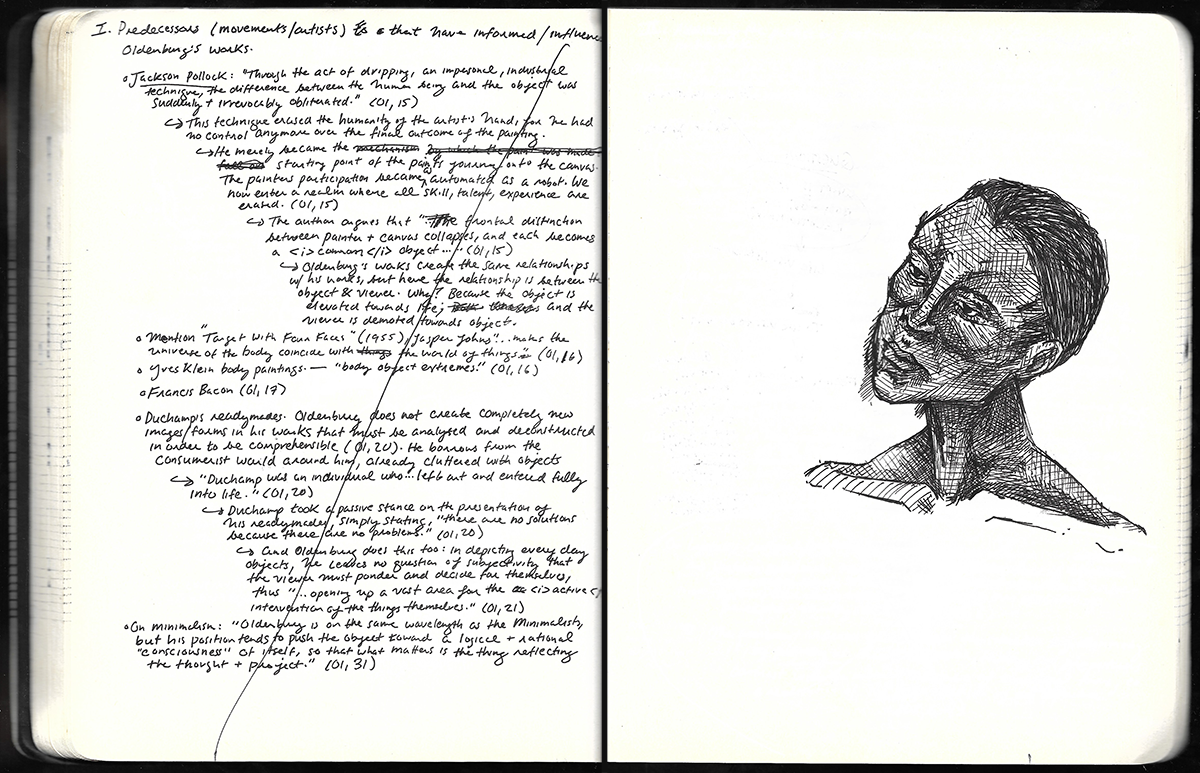 I. Predecessors (movements/artists) that have informed/influence
Oldenburg's works.
Jackson Pollock: "Through the act of dripping, an impersonal, industrial
technique, the difference between the human being and the object was
suddenly + irrevocably obliterated." (01, 15)
↳ This technique erased the humanity of the artist's hand, for he had
no control anymore over the final outcome of the painting.
↳ He merely became the mechanism by which the paint was made
starting point of the paint's journey onto the canvas.
The painters participation became as automated as a robot. We
now enter a realm where all skill, talent, experience are
erased. (01, 15)
↳ The author argues that "The frontal distinction
between painter + canvas collapses, and each becomes
a <i>common</i> object..." (01, 15)
↳ Oldenburg's works create the same relationships
w/ his works, but here the relationship is between the
object & viewer. Why? Because the object is
elevated towards life, and the
viewer is demoted towards object.
Mention "Target with Four Faces" (1955), Jasper Johns "...makes the
universe of the body coincide with things the world of things" (01, 16)
Yves Klein body paintings. — "body object extremes." (01, 16)
Francis Bacon (01, 17)
Duchamp's readymades. Oldenburg does not create completely new
images/forms in his works that must be analysed and deconstructed
in order to be comprehensible (01, 20). He borrows from the
consumerist world around him, already cluttered with objects
↳ "Duchamp was an individual who... left art and entered fully
into life." (01, 20)
↳ Duchamp took a passive stance on the presentation of
his readymades, simply stating, "there are no solutions
because there are no problems." (01, 20)
↳ And Oldenburg does this too: in depicting every day
objects, he leaves no question of subjectivity that
the viewer must ponder and decide for themselves,
thus "...opening up a vast area for the <i>active</
intervention of the things themselves." (01, 21)
On minimalism: "Oldenburg is on the same wavelength as the Minimalists,
but his position tends to push the object toward a logical + rational
"consciousness" of itself, so that what matters is the thing reflecting
the thought + project." (01, 31)